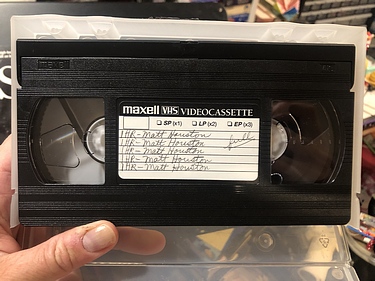 maxell VHS VIDEOCASSETTE
SP (x1) LP (x2) EP (x3)
1HR-Matt Houston
1HR-Matt Houston full
1HR-Matt Houston
1HR-Matt Houston
1HR-Matt Houston